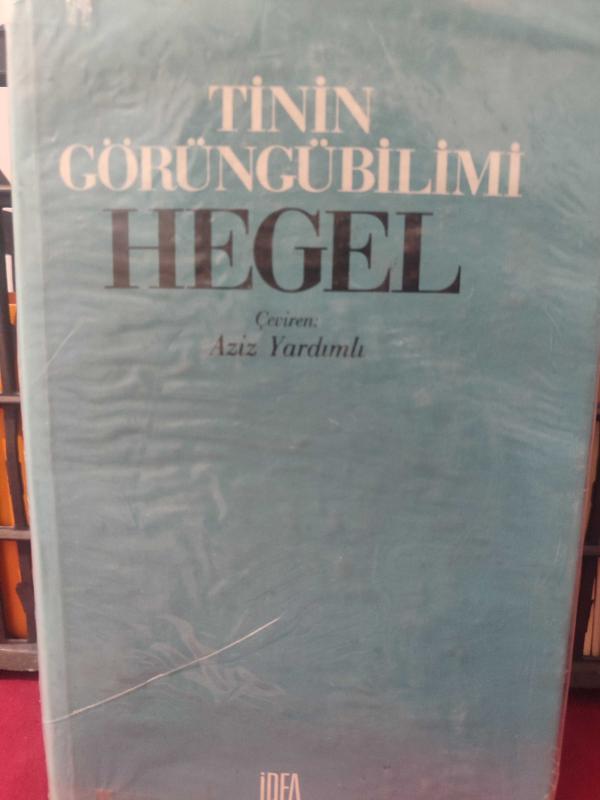 TİNİN
GÖRÜNGÜBİLİMİ
HEGEL
Çeviren:
Aziz Yardımlı
İDEA